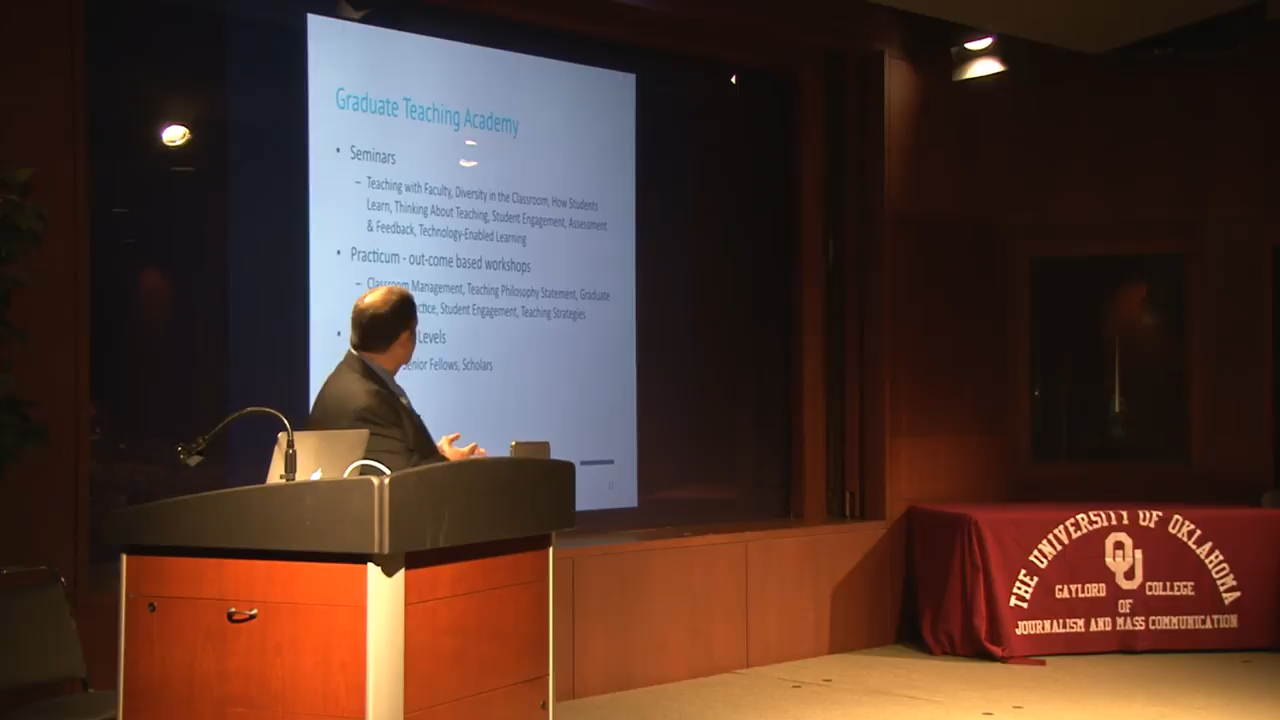 Graduate Teaching Academy
• Seminars
– Teaching with Faculty, Diversity in the Classroom, How Students
Learn, Thinking About Teaching, Student Engagement, Assessment
& Feedback, Technology-Enabled Learning
• Practicum - out-come based workshops
– Classroom Management, Teaching Philosophy Statement, Graduate
Student Engagement, Teaching Strategies
• Levels
Fellows, Scholars
THE UNIVERSITY OF OKLAHOMA
OU
GAYLORD COLLEGE
OF
JOURNALISM AND MASS COMMUNICATION